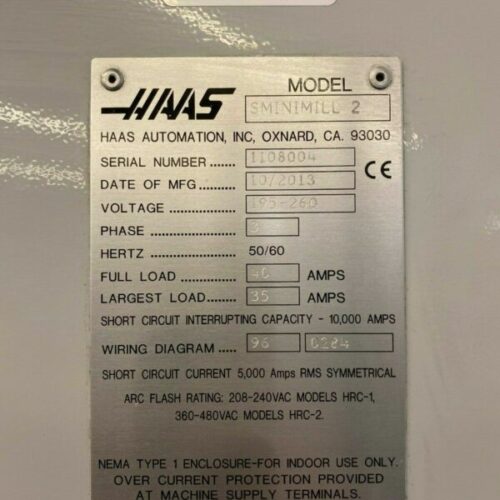 HAAS
MODEL
SMINIMILL 2
HAAS AUTOMATION, INC, OXNARD, CA. 93030
SERIAL NUMBER ............... 1108004
DATE OF MFG ................. 10/2013
CE
VOLTAGE .................... 195-260
PHASE ....................... 3
HERTZ ...................... 50/60
FULL LOAD ............ 40 AMPS
LARGEST LOAD....... 35 AMPS
SHORT CIRCUIT INTERRUPTING CAPACITY - 10,000 AMPS
WIRING DIAGRAM ...... 96 0284
SHORT CIRCUIT CURRENT 5,000 Amps RMS SYMMETRICAL
ARC FLASH RATING: 208-240VAC MODELS HRC-1,
360-480VAC MODELS HRC-2.
NEMA TYPE 1 ENCLOSURE-FOR INDOOR USE ONLY.
OVER CURRENT PROTECTION PROVIDED
AT MACHINE SUPPLY TERMINALS.